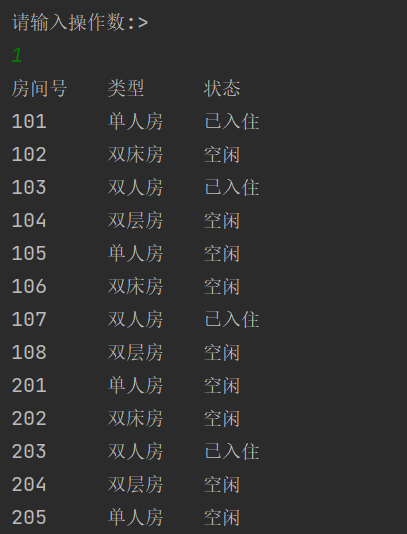 请输入操作数:>
1
房间号 类型 状态
101 单人房 已入住
102 双床房 空闲
103 双人房 已入住
104 双层房 空闲
105 单人房 空闲
106 双床房 空闲
107 双人房 已入住
108 双层房 空闲
201 单人房 空闲
202 双床房 空闲
203 双人房 已入住
204 双层房 空闲
205 单人房 空闲